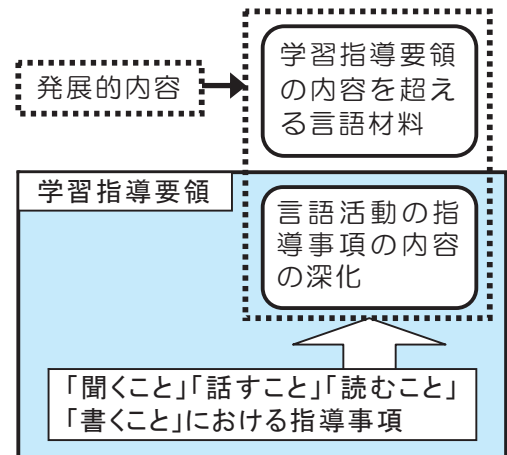 学習指導要領
の内容を超え
る言語材料
発展的内容
学習指導要領
言語活動の指
導事項の内容
の深化
「聞くこと」「話すこと」「読むこと」
「書くこと」における指導事項